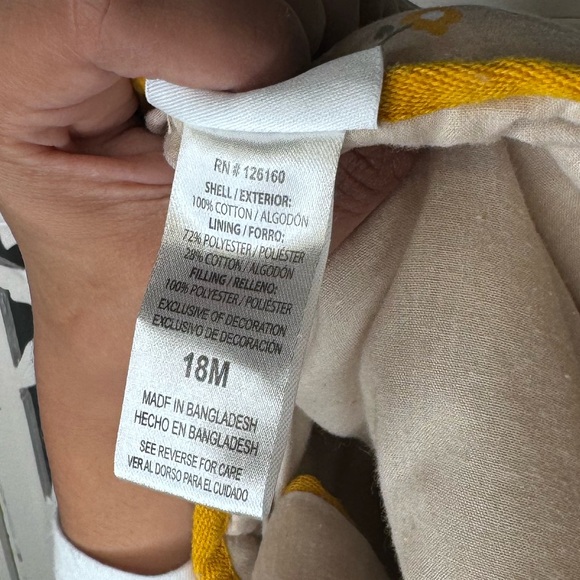 RN # 126160
SHELL / EXTERIOR:
100% COTTON / ALGODÓN
LINING / FORRO:
72% POLYESTER / POLIÉSTER
28% COTTON / ALGODÓN
FILLING / RELLENO:
100% POLYESTER / POLIÉSTER
EXCLUSIVE OF DECORATION
EXCLUSIVO DE DECORACIÓN
18M
MADE IN BANGLADESH
HECHO EN BANGLADESH
SEE REVERSE FOR CARE
VER AL DORSO PARA EL CUIDADO